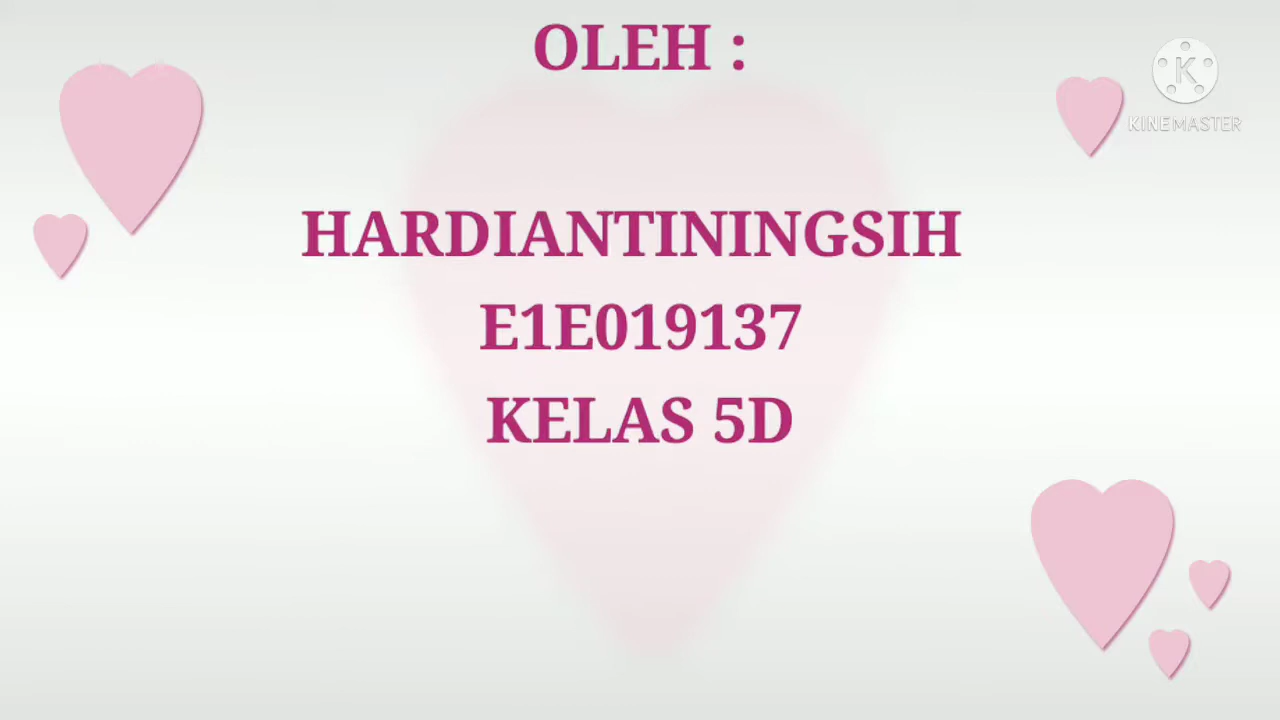 OLEH :
K
KINEMASTER
HARDIANTININGSIH
E1E019137
KELAS 5D